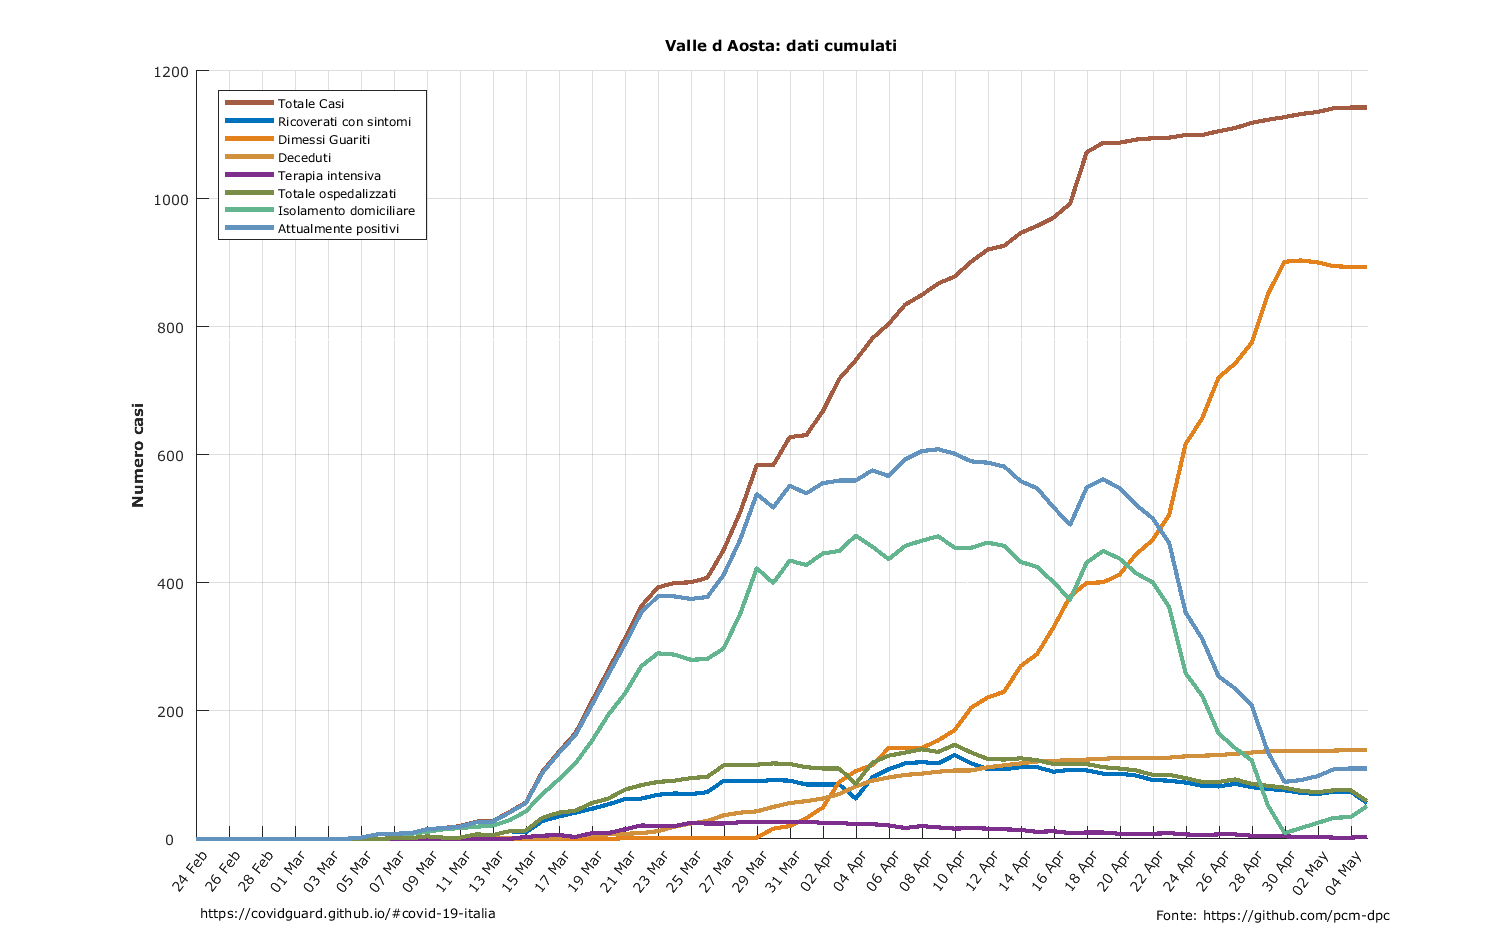 Valle d Aosta: dati cumulati
1200
1000
800
600
400
200
0
Numero casi
Totale Casi
Ricoverati con sintomi
Dimessi Guariti
Deceduti
Terapia intensiva
Totale ospedalizzati
Isolamento domiciliare
Attualmente positivi
24 Feb
26 Feb
28 Feb
01 Mar
03 Mar
05 Mar
07 Mar
09 Mar
11 Mar
13 Mar
15 Mar
17 Mar
19 Mar
21 Mar
23 Mar
25 Mar
27 Mar
29 Mar
31 Mar
02 Apr
04 Apr
06 Apr
08 Apr
10 Apr
12 Apr
14 Apr
16 Apr
18 Apr
20 Apr
22 Apr
24 Apr
26 Apr
28 Apr
30 Apr
02 May
04 May
https://covidguard.github.io/#covid-19-italia
Fonte: https://github.com/pcm-dpc